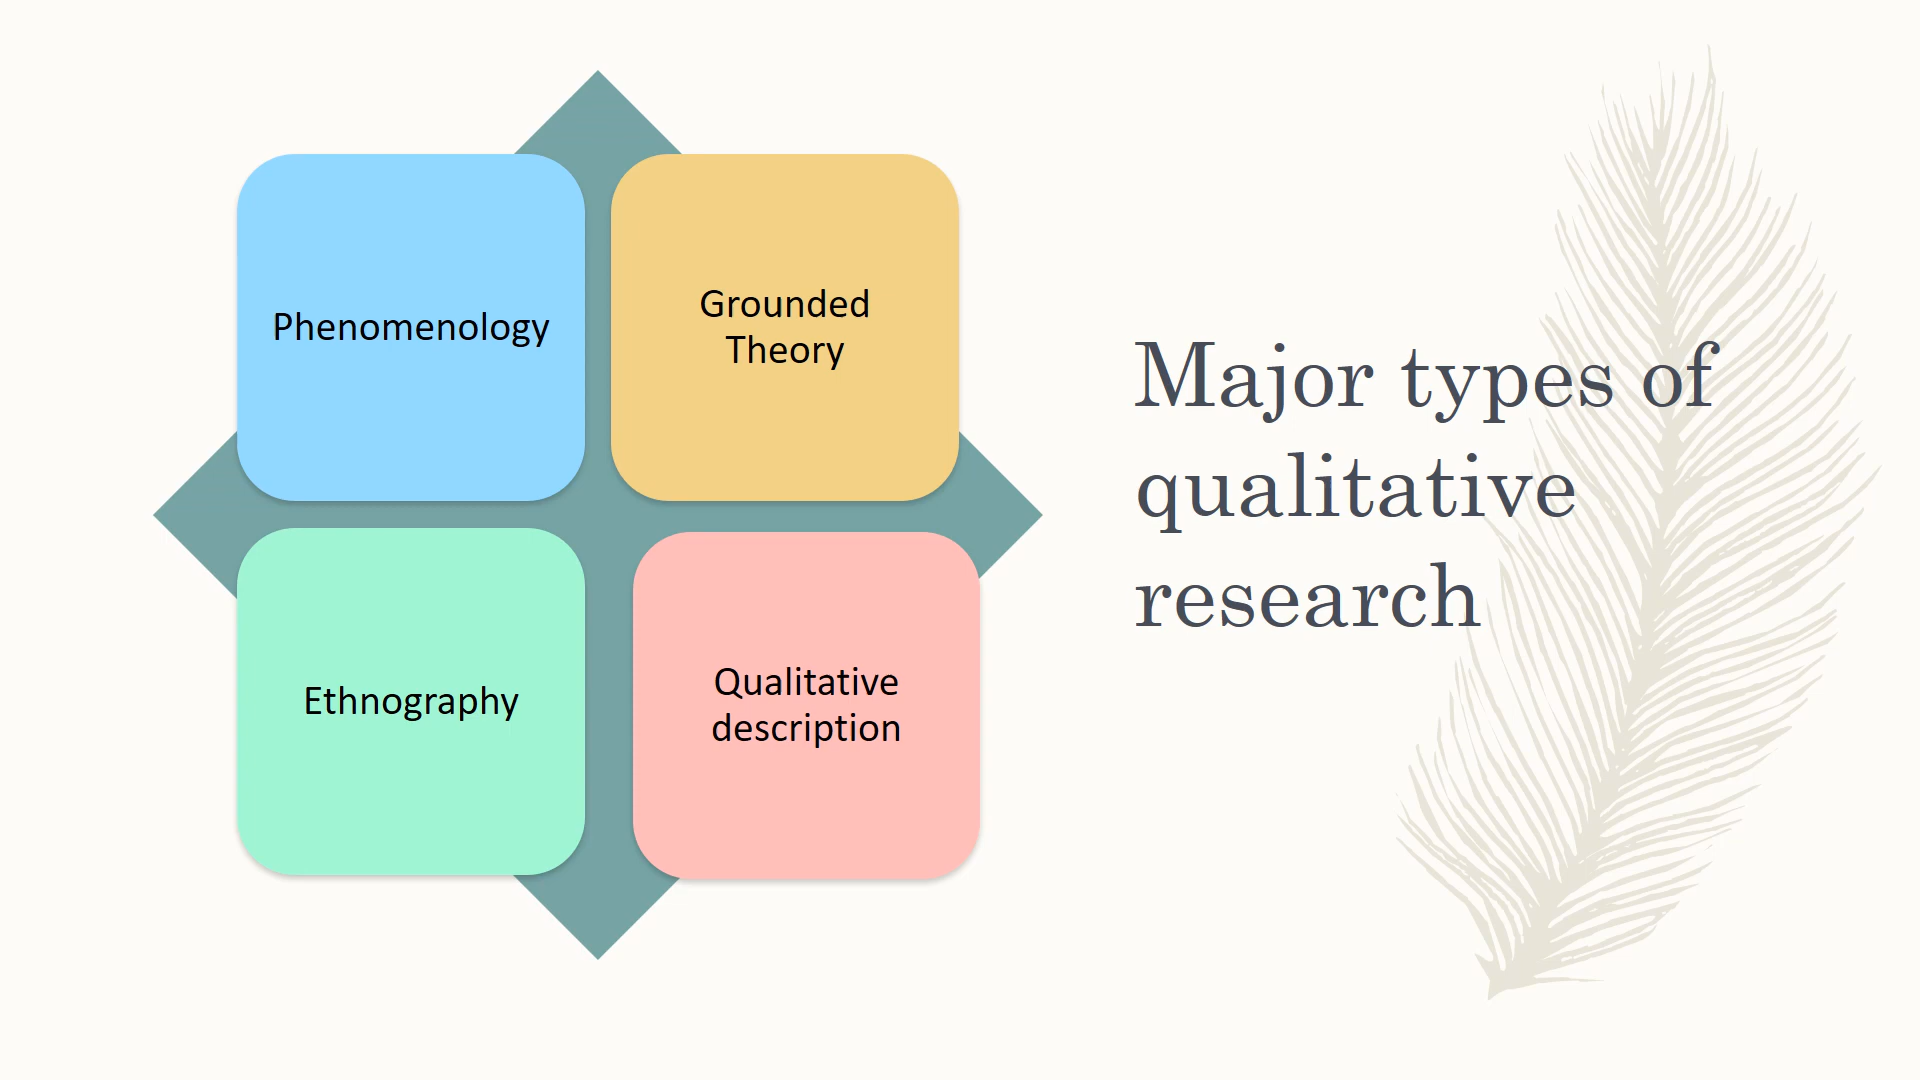 Phenomenology
Grounded
Theory
Ethnography
Qualitative
description
Major types of
qualitative
research